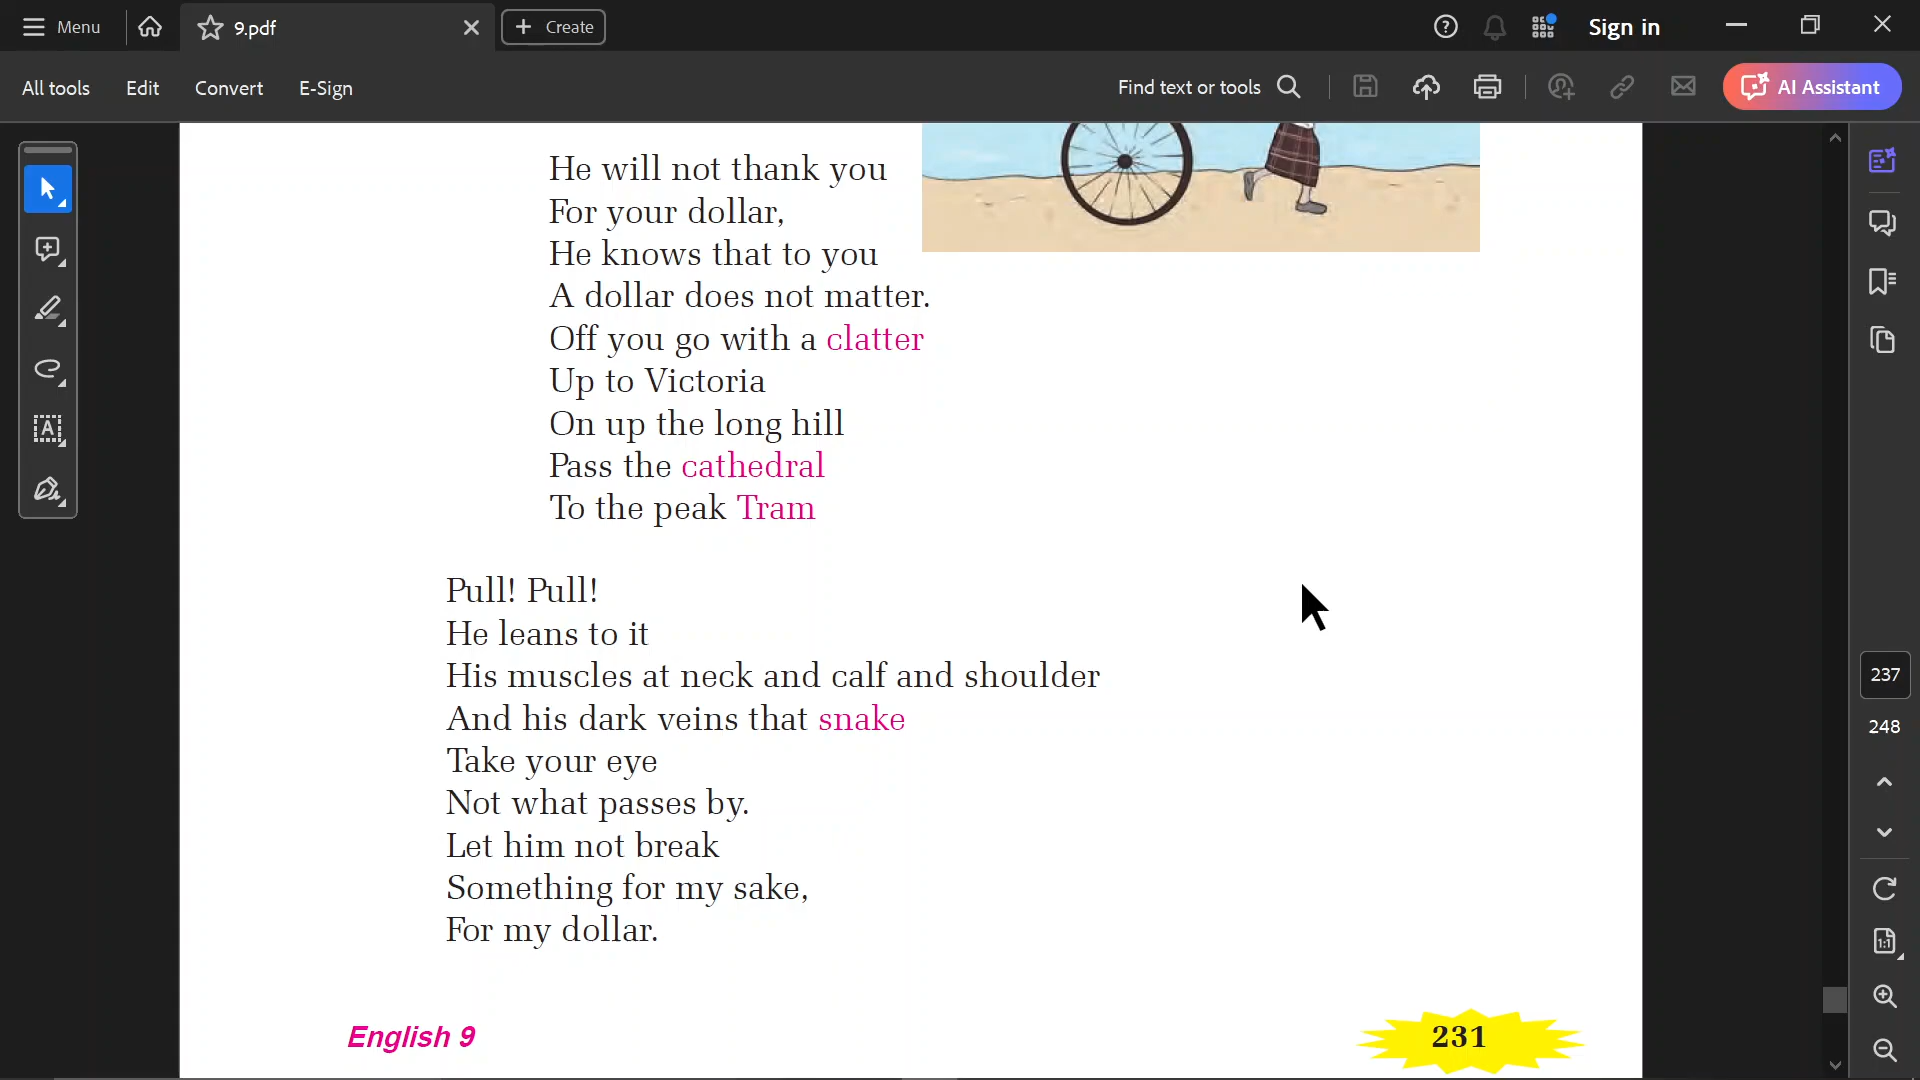 Menu
9.pdf
Create
Sign in
All tools
Edit
Convert
E-Sign
Find text or tools
AI Assistant
He will not thank you
For your dollar,
He knows that to you
A dollar does not matter.
Off you go with a clatter
Up to Victoria
On up the long hill
Pass the cathedral
To the peak Tram
Pull! Pull!
He leans to it
His muscles at neck and calf and shoulder
And his dark veins that snake
Take your eye
Not what passes by.
Let him not break
Something for my sake,
For my dollar.
English 9
231
237
248